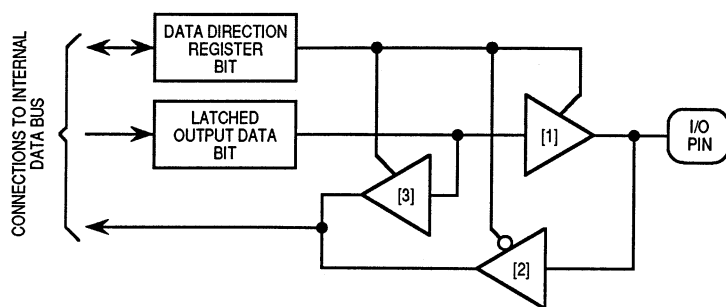 CONNECTIONS TO INTERNAL
DATA BUS
DATA DIRECTION
REGISTER
BIT
LATCHED
OUTPUT DATA
BIT
[1]
I/O
PIN
[3]
[2]